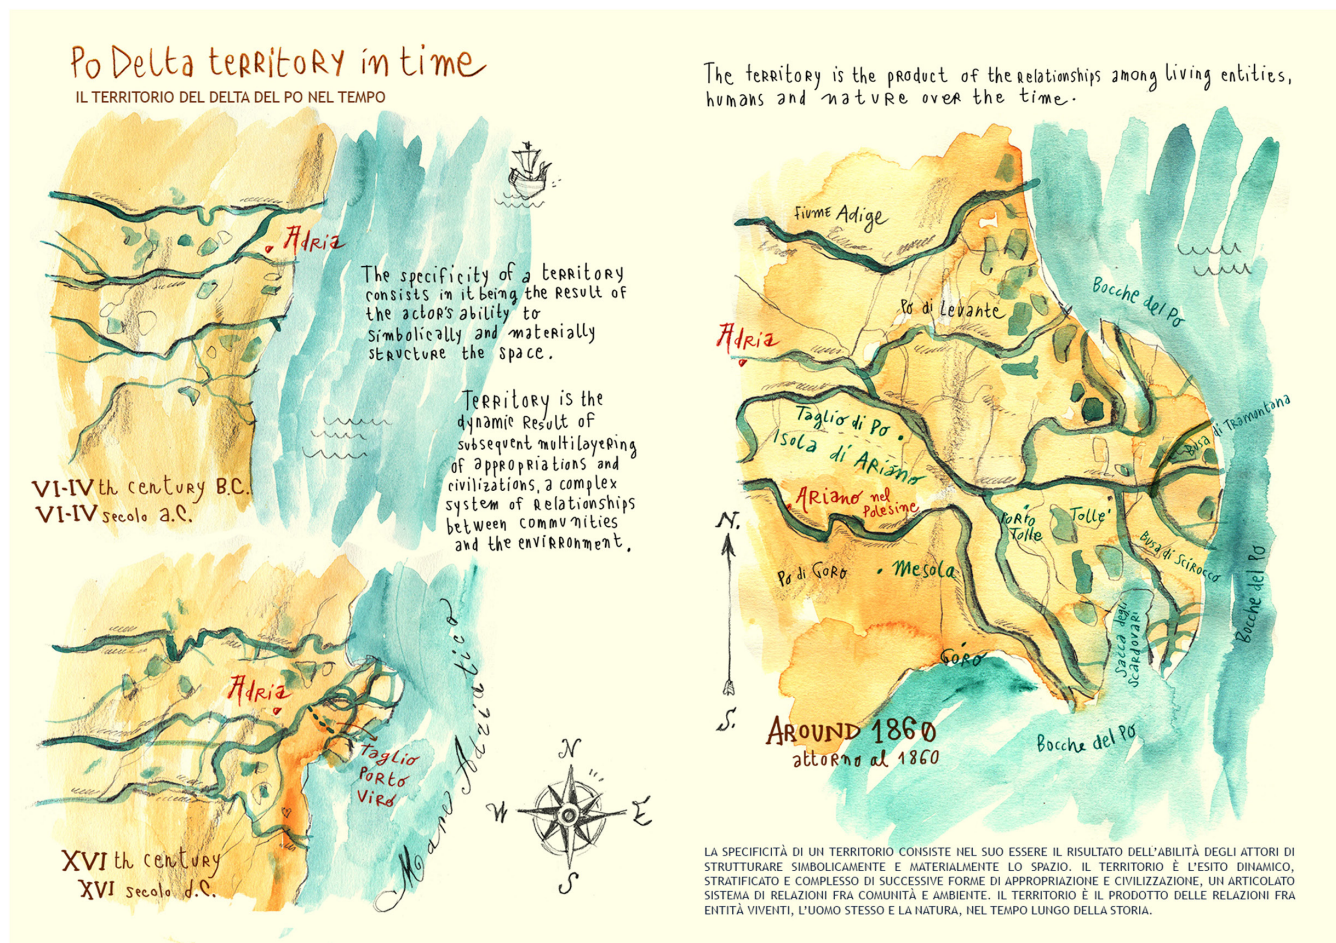 Po Delta territory in time
IL TERRITORIO DEL DELTA DEL PO NEL TEMPO
Adria
The specificity of a territory
consists in it being the result of
the actor's ability to
simbolically and materially
structure the space.
Territory is the
dynamic result of
subsequent multilayering
of appropriations and
civilizations, a complex
system of relationships
between communities
and the envirronment.
VI-IVth century B.C.
VI-IV secolo a.C.
Adria
Taglio
Porto
Viro
Mare Adriatico
XVI th century
XVI secolo d.C.
N
W
E
S
The territory is the product of the relationships among living entities,
humans and nature over the time.
Fiume Adige
Bocche del Po
Po di Levante
Adria
Busa di Tramontana
Taglio di Po
Isola di Ariano
Ariano nel
Polesine
Porto
Tolle
Tolle'
Busa di Scirocco
N.
Po di Goro
Mesola
Bocche del Po
Sacca degli
Scardovari
Goro
S.
Bocche del Po
AROUND 1860
attorno al 1860
LA SPECIFICITÀ DI UN TERRITORIO CONSISTE NEL SUO ESSERE IL RISULTATO DELL'ABILITÀ DEGLI ATTORI DI
STRUTTURARE SIMBOLICAMENTE E MATERIALMENTE LO SPAZIO. IL TERRITORIO È L'ESITO DINAMICO,
STRATIFICATO E COMPLESSO DI SUCCESSIVE FORME DI APPROPRIAZIONE E CIVILIZZAZIONE, UN ARTICOLATO
SISTEMA DI RELAZIONI FRA COMUNITÀ E AMBIENTE. IL TERRITORIO È IL PRODOTTO DELLE RELAZIONI FRA
ENTITÀ VIVENTI, L'UOMO STESSO E LA NATURA, NEL TEMPO LUNGO DELLA STORIA.